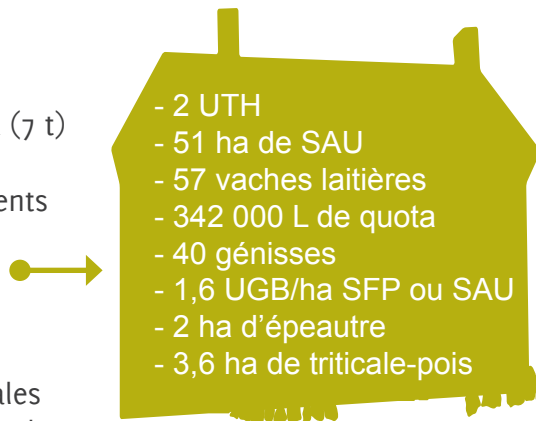 (7 t)
ents
- 2 UTH
- 51 ha de SAU
- 57 vaches laitières
- 342 000 L de quota
- 40 génisses
- 1,6 UGB/ha SFP ou SAU
- 2 ha d’épeautre
- 3,6 ha de triticale-pois
ales